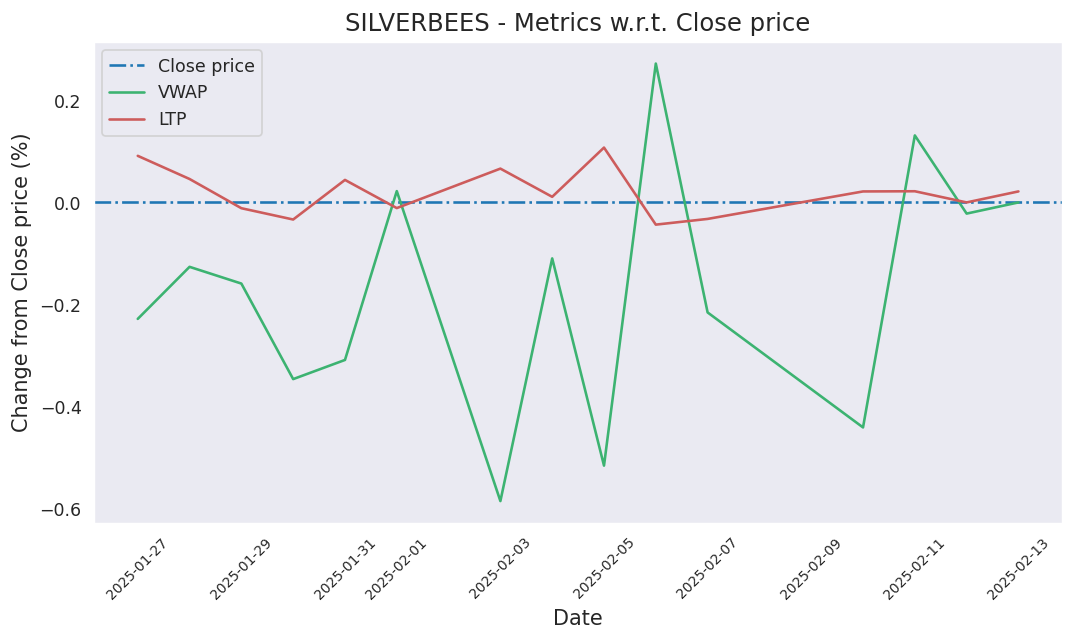 SILVERBEES - Metrics w.r.t. Close price
Close price
VWAP
LTP
Change from Close price (%)
0.2
0.0
−0.2
−0.4
−0.6
2025-01-27
2025-01-29
2025-01-31
2025-02-01
2025-02-03
2025-02-05
2025-02-07
2025-02-09
2025-02-11
2025-02-13
Date